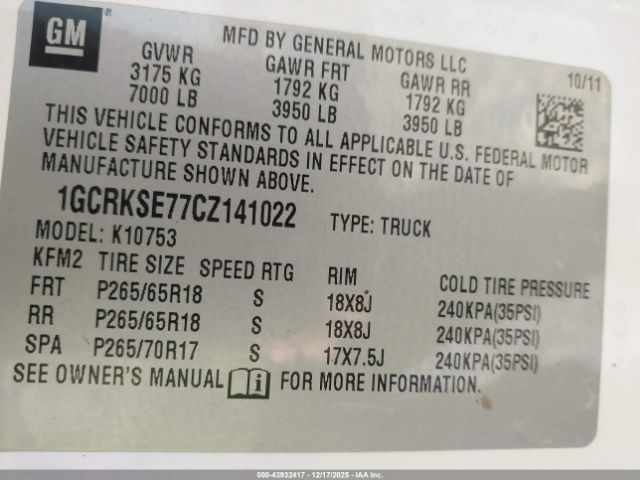 GM ®
MFD BY GENERAL MOTORS LLC
GVWR GAWR FRT GAWR RR 10/11
3175 KG 1792 KG 1792 KG
7000 LB 3950 LB 3950 LB
THIS VEHICLE CONFORMS TO ALL APPLICABLE U.S. FEDERAL MOTOR
VEHICLE SAFETY STANDARDS IN EFFECT ON THE DATE OF
MANUFACTURE SHOWN ABOVE.
1GCRKSE77CZ141022 TYPE: TRUCK
MODEL: K10753
KFM2 TIRE SIZE SPEED RTG RIM COLD TIRE PRESSURE
FRT P265/65R18 S 18X8J 240KPA(35PSI)
RR P265/65R18 S 18X8J 240KPA(35PSI)
SPA P265/70R17 S 17X7.5J 240KPA(35PSI)
SEE OWNER'S MANUAL i FOR MORE INFORMATION.
000-43932417 - 12/17/2025 - IAA, Inc.